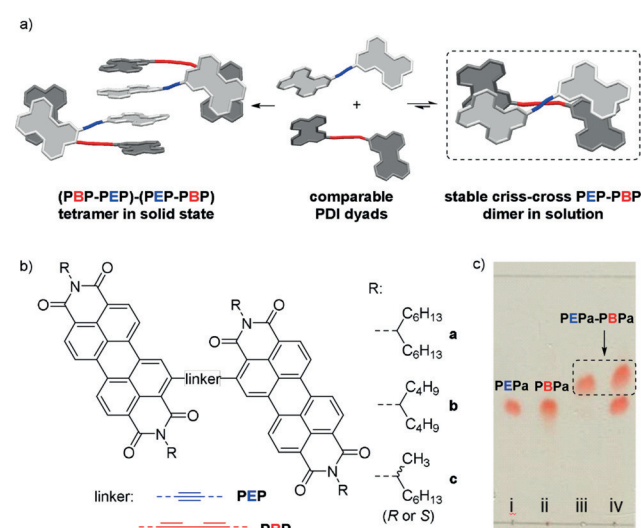 a)
+
(PBP-PEP)-(PEP-PBP)
tetramer in solid state
comparable
PDI dyads
stable criss-cross PEP-PBP
dimer in solution
b)
R
O N O
O N O
linker
R
O N O
O N O
R
R
R:
C6H13
C6H13
a
C4H9
C4H9
b
CH3
C6H13
c
(R or S)
linker:
PEP
PBP
c)
PEPa-PBPa
PEPa PBPa
i ii iii iv